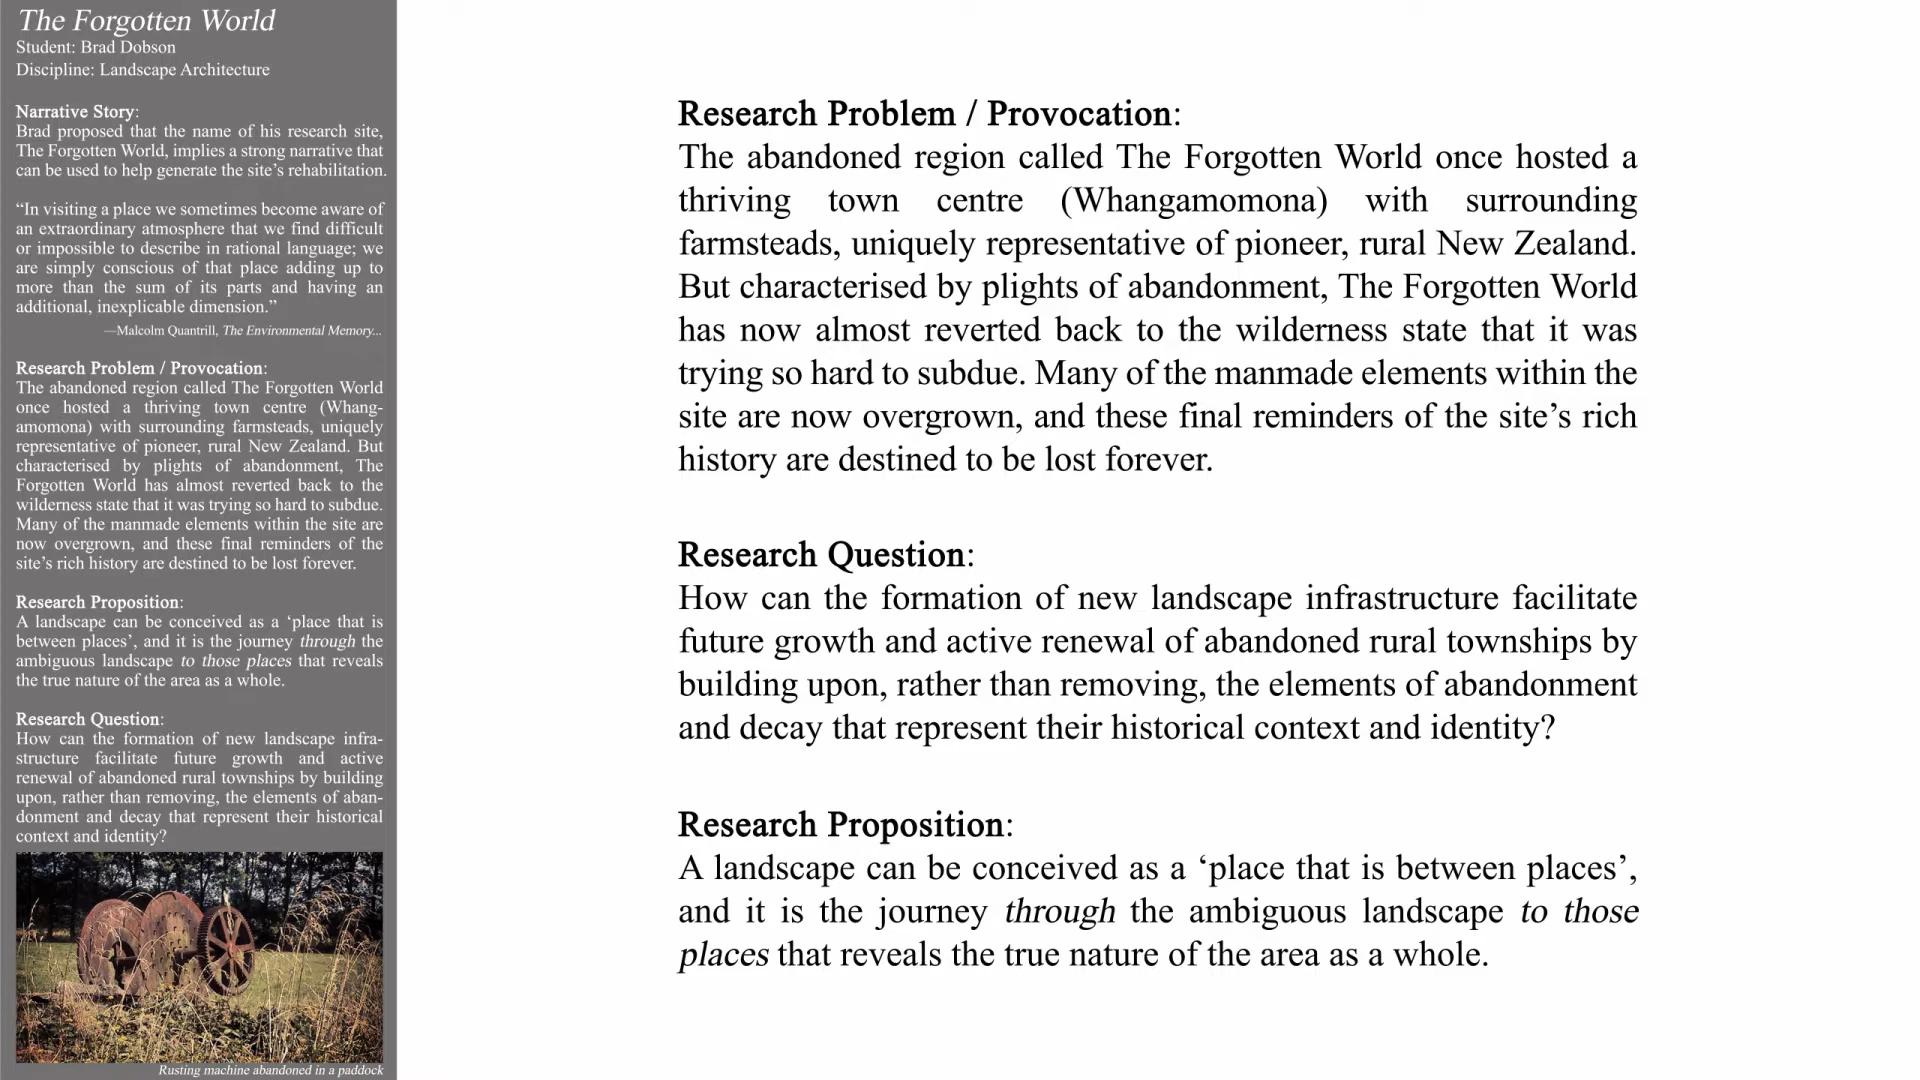 The Forgotten World
Student: Brad Dobson
Discipline: Landscape Architecture
Narrative Story:
Brad proposed that the name of his research site,
The Forgotten World, implies a strong narrative that
can be used to help generate the site’s rehabilitation.
“In visiting a place we sometimes become aware of
an extraordinary atmosphere that we find difficult
or impossible to describe in rational language; we
are simply conscious of that place adding up to
more than the sum of its parts and having an
additional, inexplicable dimension.”
—Malcolm Quantrill, The Environmental Memory...
Research Problem / Provocation:
The abandoned region called The Forgotten World
once hosted a thriving town centre (Whang-
amomona) with surrounding farmsteads, uniquely
representative of pioneer, rural New Zealand. But
characterised by plights of abandonment, The
Forgotten World has almost reverted back to the
wilderness state that it was trying so hard to subdue.
Many of the manmade elements within the site are
now overgrown, and these final reminders of the
site’s rich history are destined to be lost forever.
Research Proposition:
A landscape can be conceived as a ‘place that is
between places’, and it is the journey through the
ambiguous landscape to those places that reveals
the true nature of the area as a whole.
Research Question:
How can the formation of new landscape infra-
structure facilitate future growth and active
renewal of abandoned rural townships by building
upon, rather than removing, the elements of aban-
donment and decay that represent their historical
context and identity?
Rusting machine abandoned in a paddock
Research Problem / Provocation:
The abandoned region called The Forgotten World once hosted a
thriving town centre (Whangamomona) with surrounding
farmsteads, uniquely representative of pioneer, rural New Zealand.
But characterised by plights of abandonment, The Forgotten World
has now almost reverted back to the wilderness state that it was
trying so hard to subdue. Many of the manmade elements within the
site are now overgrown, and these final reminders of the site’s rich
history are destined to be lost forever.
Research Question:
How can the formation of new landscape infrastructure facilitate
future growth and active renewal of abandoned rural townships by
building upon, rather than removing, the elements of abandonment
and decay that represent their historical context and identity?
Research Proposition:
A landscape can be conceived as a ‘place that is between places’,
and it is the journey through the ambiguous landscape to those
places that reveals the true nature of the area as a whole.